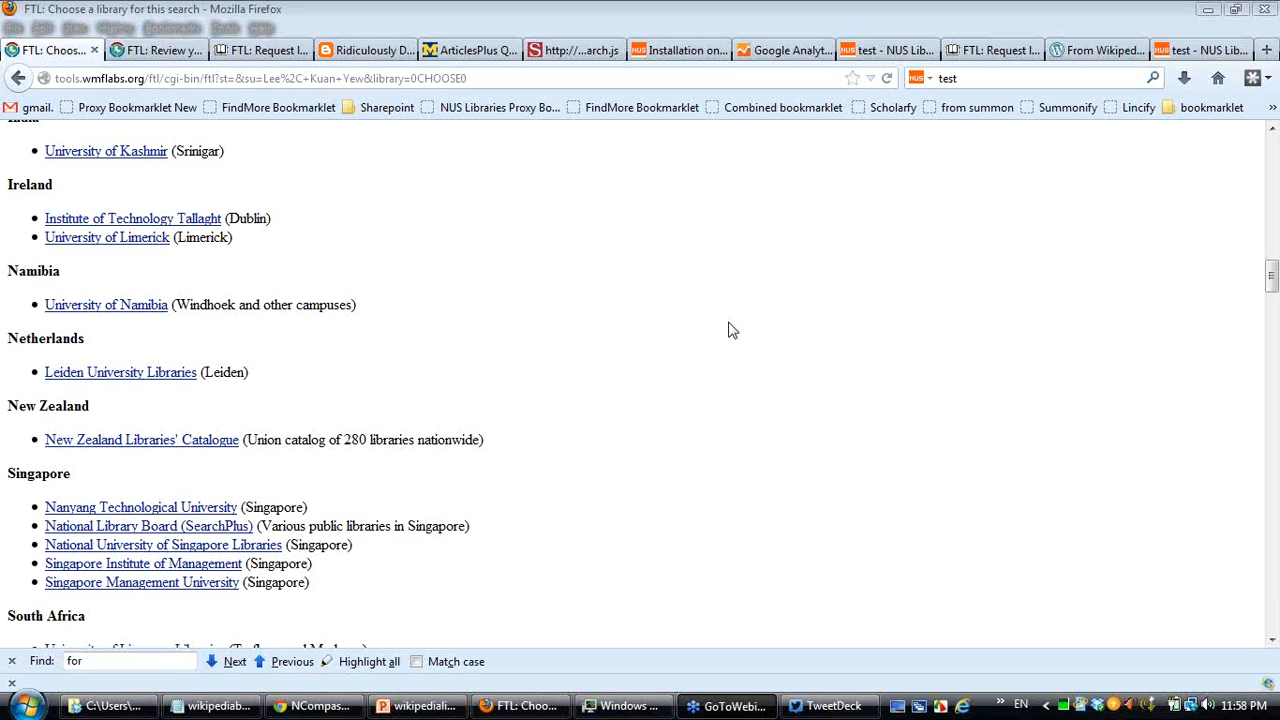 FTL: Choose a library for this search - Mozilla Firefox
File Edit View History Bookmarks Tools Help
FTL: Choos... FTL: Review y... FTL: Request I... Ridiculously D... ArticlesPlus Q... http://...arch.js Installation on... Google Analyt... test - NUS Lib... FTL: Request I... From Wikiped... test - NUS Lib...
tools.wmflabs.org/ftl/cgi-bin/ftl?st=&su=Lee%2C+Kuan+Yew&library=0CHOOSE0 test
gmail. Proxy Bookmarklet New FindMore Bookmarklet Sharepoint NUS Libraries Proxy Bo... FindMore Bookmarklet Combined bookmarklet Scholarfy from summon Summonify Lincify bookmarklet
India
• University of Kashmir (Srinigar)
Ireland
• Institute of Technology Tallaght (Dublin)
• University of Limerick (Limerick)
Namibia
• University of Namibia (Windhoek and other campuses)
Netherlands
• Leiden University Libraries (Leiden)
New Zealand
• New Zealand Libraries' Catalogue (Union catalog of 280 libraries nationwide)
Singapore
• Nanyang Technological University (Singapore)
• National Library Board (SearchPlus) (Various public libraries in Singapore)
• National University of Singapore Libraries (Singapore)
• Singapore Institute of Management (Singapore)
• Singapore Management University (Singapore)
South Africa
Find: for Next Previous Highlight all Match case
C:\Users\... wikipediab... NCompas... wikipediali... FTL: Choo... Windows ... GoToWebi... TweetDeck EN 11:58 PM